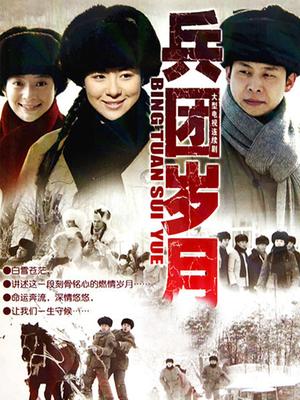 兵团岁月
BINGTUAN SUI YUE
大型电视连续剧
●白雪苍茫……
●讲述这一段刻骨铭心的燃情岁月……
●命运奔流，深情悠悠，
●让我们一生守候……